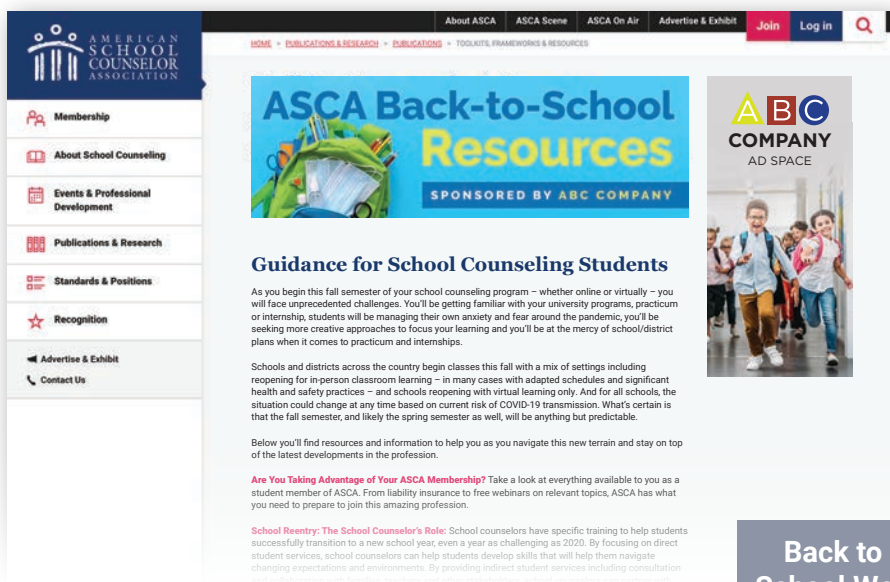 About ASCA
ASCA Scene
ASCA On Air
Advertise & Exhibit
Join
Log in
AMERICAN
SCHOOL
COUNSELOR
ASSOCIATION
HOME » PUBLICATIONS & RESEARCH » PUBLICATIONS » TOOLKITS, FRAMEWORKS & RESOURCES
Membership
About School Counseling
Events & Professional
Development
Publications & Research
Standards & Positions
Recognition
Advertise & Exhibit
Contact Us
ASCA Back-to-School
Resources
SPONSORED BY ABC COMPANY
ABC
COMPANY
AD SPACE
Guidance for School Counseling Students
As you begin this fall semester of your school counseling program – whether online or virtually – you
will face unprecedented challenges. You'll be getting familiar with your university programs, practicum
or internship, students will be managing their own anxiety and fear around the pandemic, you'll be
seeking more creative approaches to focus your learning and you'll be at the mercy of school/district
plans when it comes to practicum and internships.
Schools and districts across the country begin classes this fall with a mix of settings including
reopening for in-person classroom learning – in many cases with adapted schedules and significant
health and safety practices – and schools reopening with virtual learning only. And for all schools, the
situation could change at any time based on current risk of COVID-19 transmission. What's certain is
that the fall semester, and likely the spring semester as well, will be anything but predictable.
Below you'll find resources and information to help you as you navigate this new terrain and stay on top
of the latest developments in the profession.
Are You Taking Advantage of Your ASCA Membership? Take a look at everything available to you as a
student member of ASCA. From liability insurance to free webinars on relevant topics, ASCA has what
you need to prepare to join this amazing profession.
School Reentry: The School Counselor's Role: School counselors have specific training to help students
successfully transition to a new school year, even a year as challenging as 2020. By focusing on direct
student services, school counselors can help students develop skills that will help them navigate
changing expectations and environments. By providing indirect student services including consultation
Back to
School